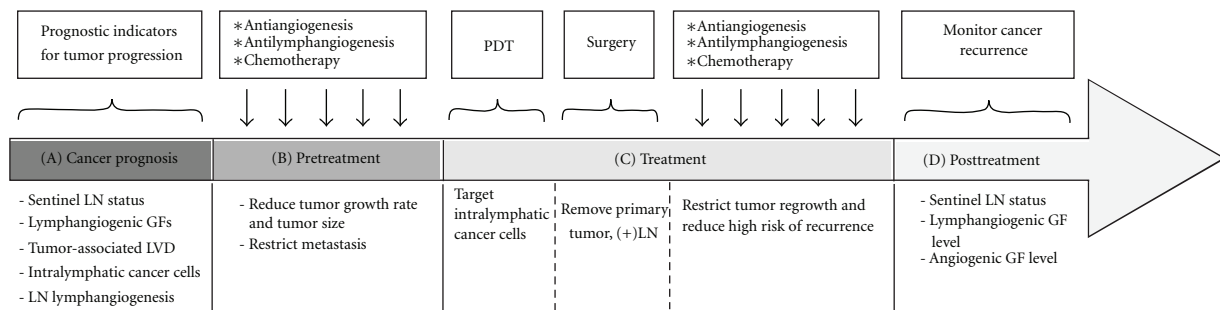 Prognostic indicators
for tumor progression
∗Antiangiogenesis
∗Antilymphangiogenesis
∗Chemotherapy
PDT
Surgery
∗Antiangiogenesis
∗Antilymphangiogenesis
∗Chemotherapy
Monitor cancer
recurrence
(A) Cancer prognosis
(B) Pretreatment
(C) Treatment
(D) Posttreatment
- Sentinel LN status
- Lymphangiogenic GFs
- Tumor-associated LVD
- Intralymphatic cancer cells
- LN lymphangiogenesis
- Reduce tumor growth rate
and tumor size
- Restrict metastasis
Target
intralymphatic
cancer cells
Remove primary
tumor, (+)LN
Restrict tumor regrowth and
reduce high risk of recurrence
- Sentinel LN status
- Lymphangiogenic GF
level
- Angiogenic GF level